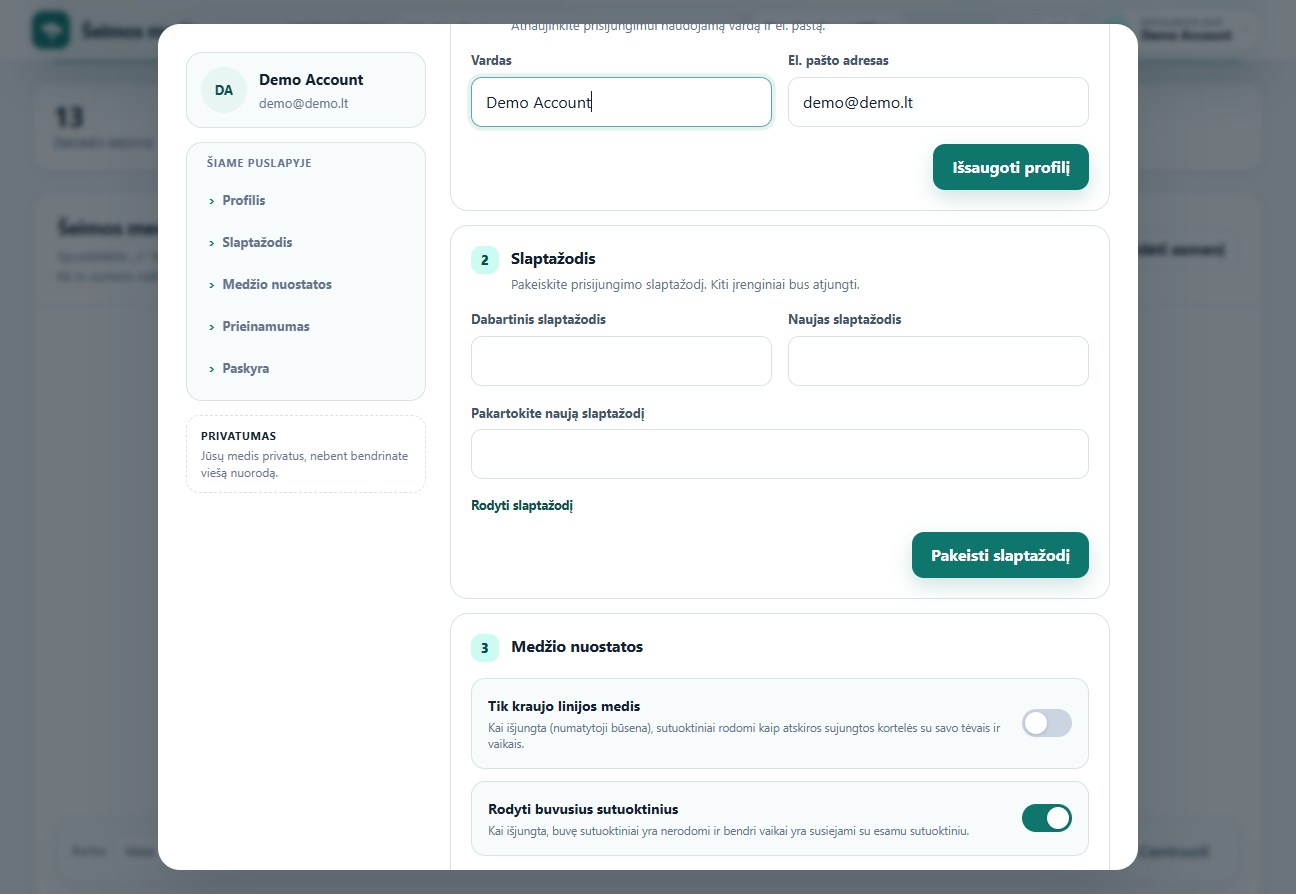 Šeimos
Demo Account
13
Šeimos
Atnaujinkite prisijungimui naudojamą vardą ir el. paštą.
DA
Demo Account
demo@demo.lt
ŠIAME PUSLAPYJE
› Profilis
› Slaptažodis
› Medžio nuostatos
› Prieinamumas
› Paskyra
PRIVATUMAS
Jūsų medis privatus, nebent bendrinate
viešą nuorodą.
Vardas
El. pašto adresas
Demo Account
demo@demo.lt
Išsaugoti profilį
2
Slaptažodis
Pakeiskite prisijungimo slaptažodį. Kiti įrenginiai bus atjungti.
Dabartinis slaptažodis
Naujas slaptažodis
Pakartokite naują slaptažodį
Rodyti slaptažodį
Pakeisti slaptažodį
3
Medžio nuostatos
Tik kraujo linijos medis
Kai išjungta (numatytoji būsena), sutuoktiniai rodomi kaip atskiros sujungtos kortelės su savo tėvais ir
vaikais.
Rodyti buvusius sutuoktinius
Kai išjungta, buvę sutuoktiniai yra nerodomi ir bendri vaikai yra susiejami su esamu sutuoktiniu.